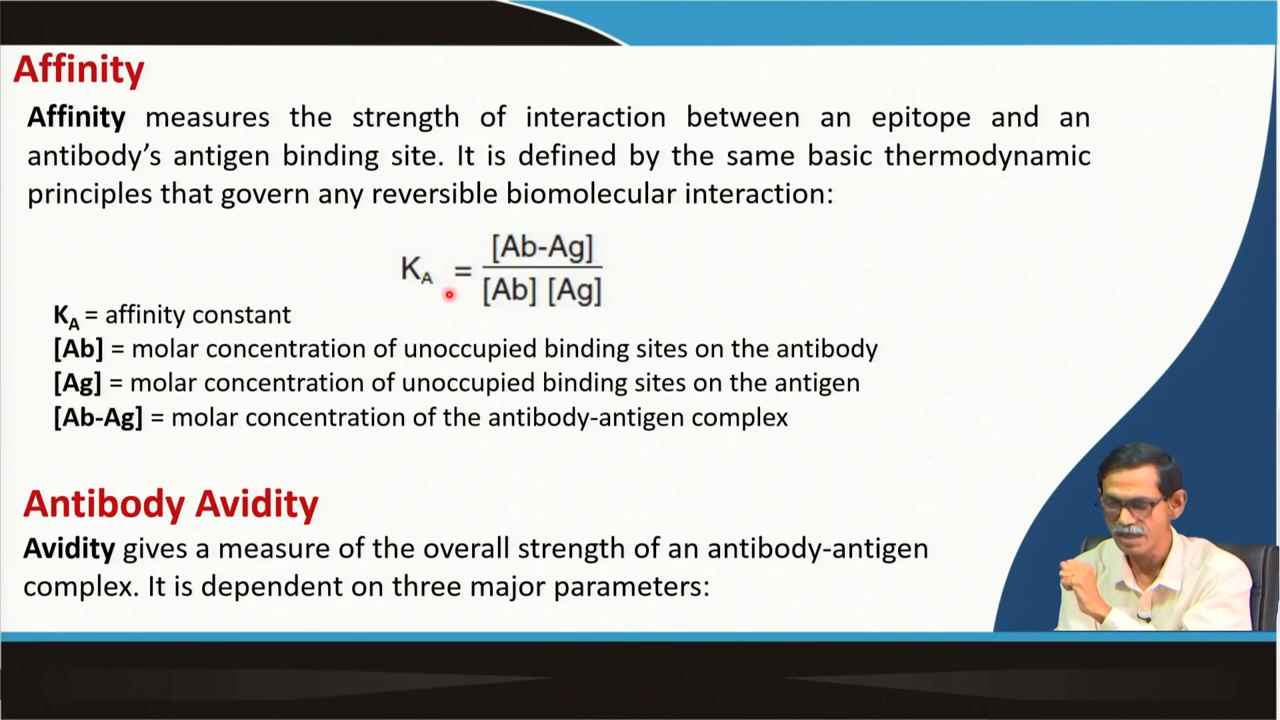 Affinity
Affinity measures the strength of interaction between an epitope and an
antibody's antigen binding site. It is defined by the same basic thermodynamic
principles that govern any reversible biomolecular interaction:
K_A = [Ab-Ag] / [Ab] [Ag]
K_A = affinity constant
[Ab] = molar concentration of unoccupied binding sites on the antibody
[Ag] = molar concentration of unoccupied binding sites on the antigen
[Ab-Ag] = molar concentration of the antibody-antigen complex
Antibody Avidity
Avidity gives a measure of the overall strength of an antibody-antigen
complex. It is dependent on three major parameters: